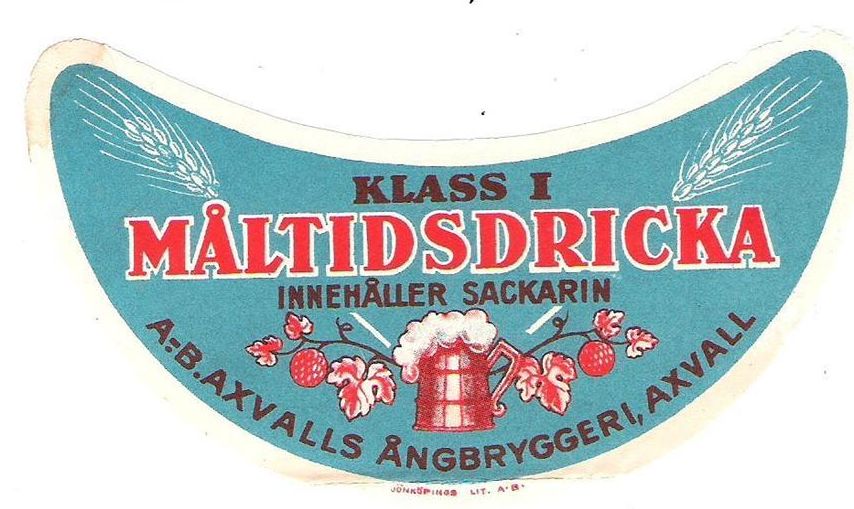 KLASS I
MÅLTIDSDRICKA
INNEHÅLLER SACKARIN
A.-B. AXVALLS ÅNGBRYGGERI, AXVALL
JÖNKÖPINGS LIT. A.B.